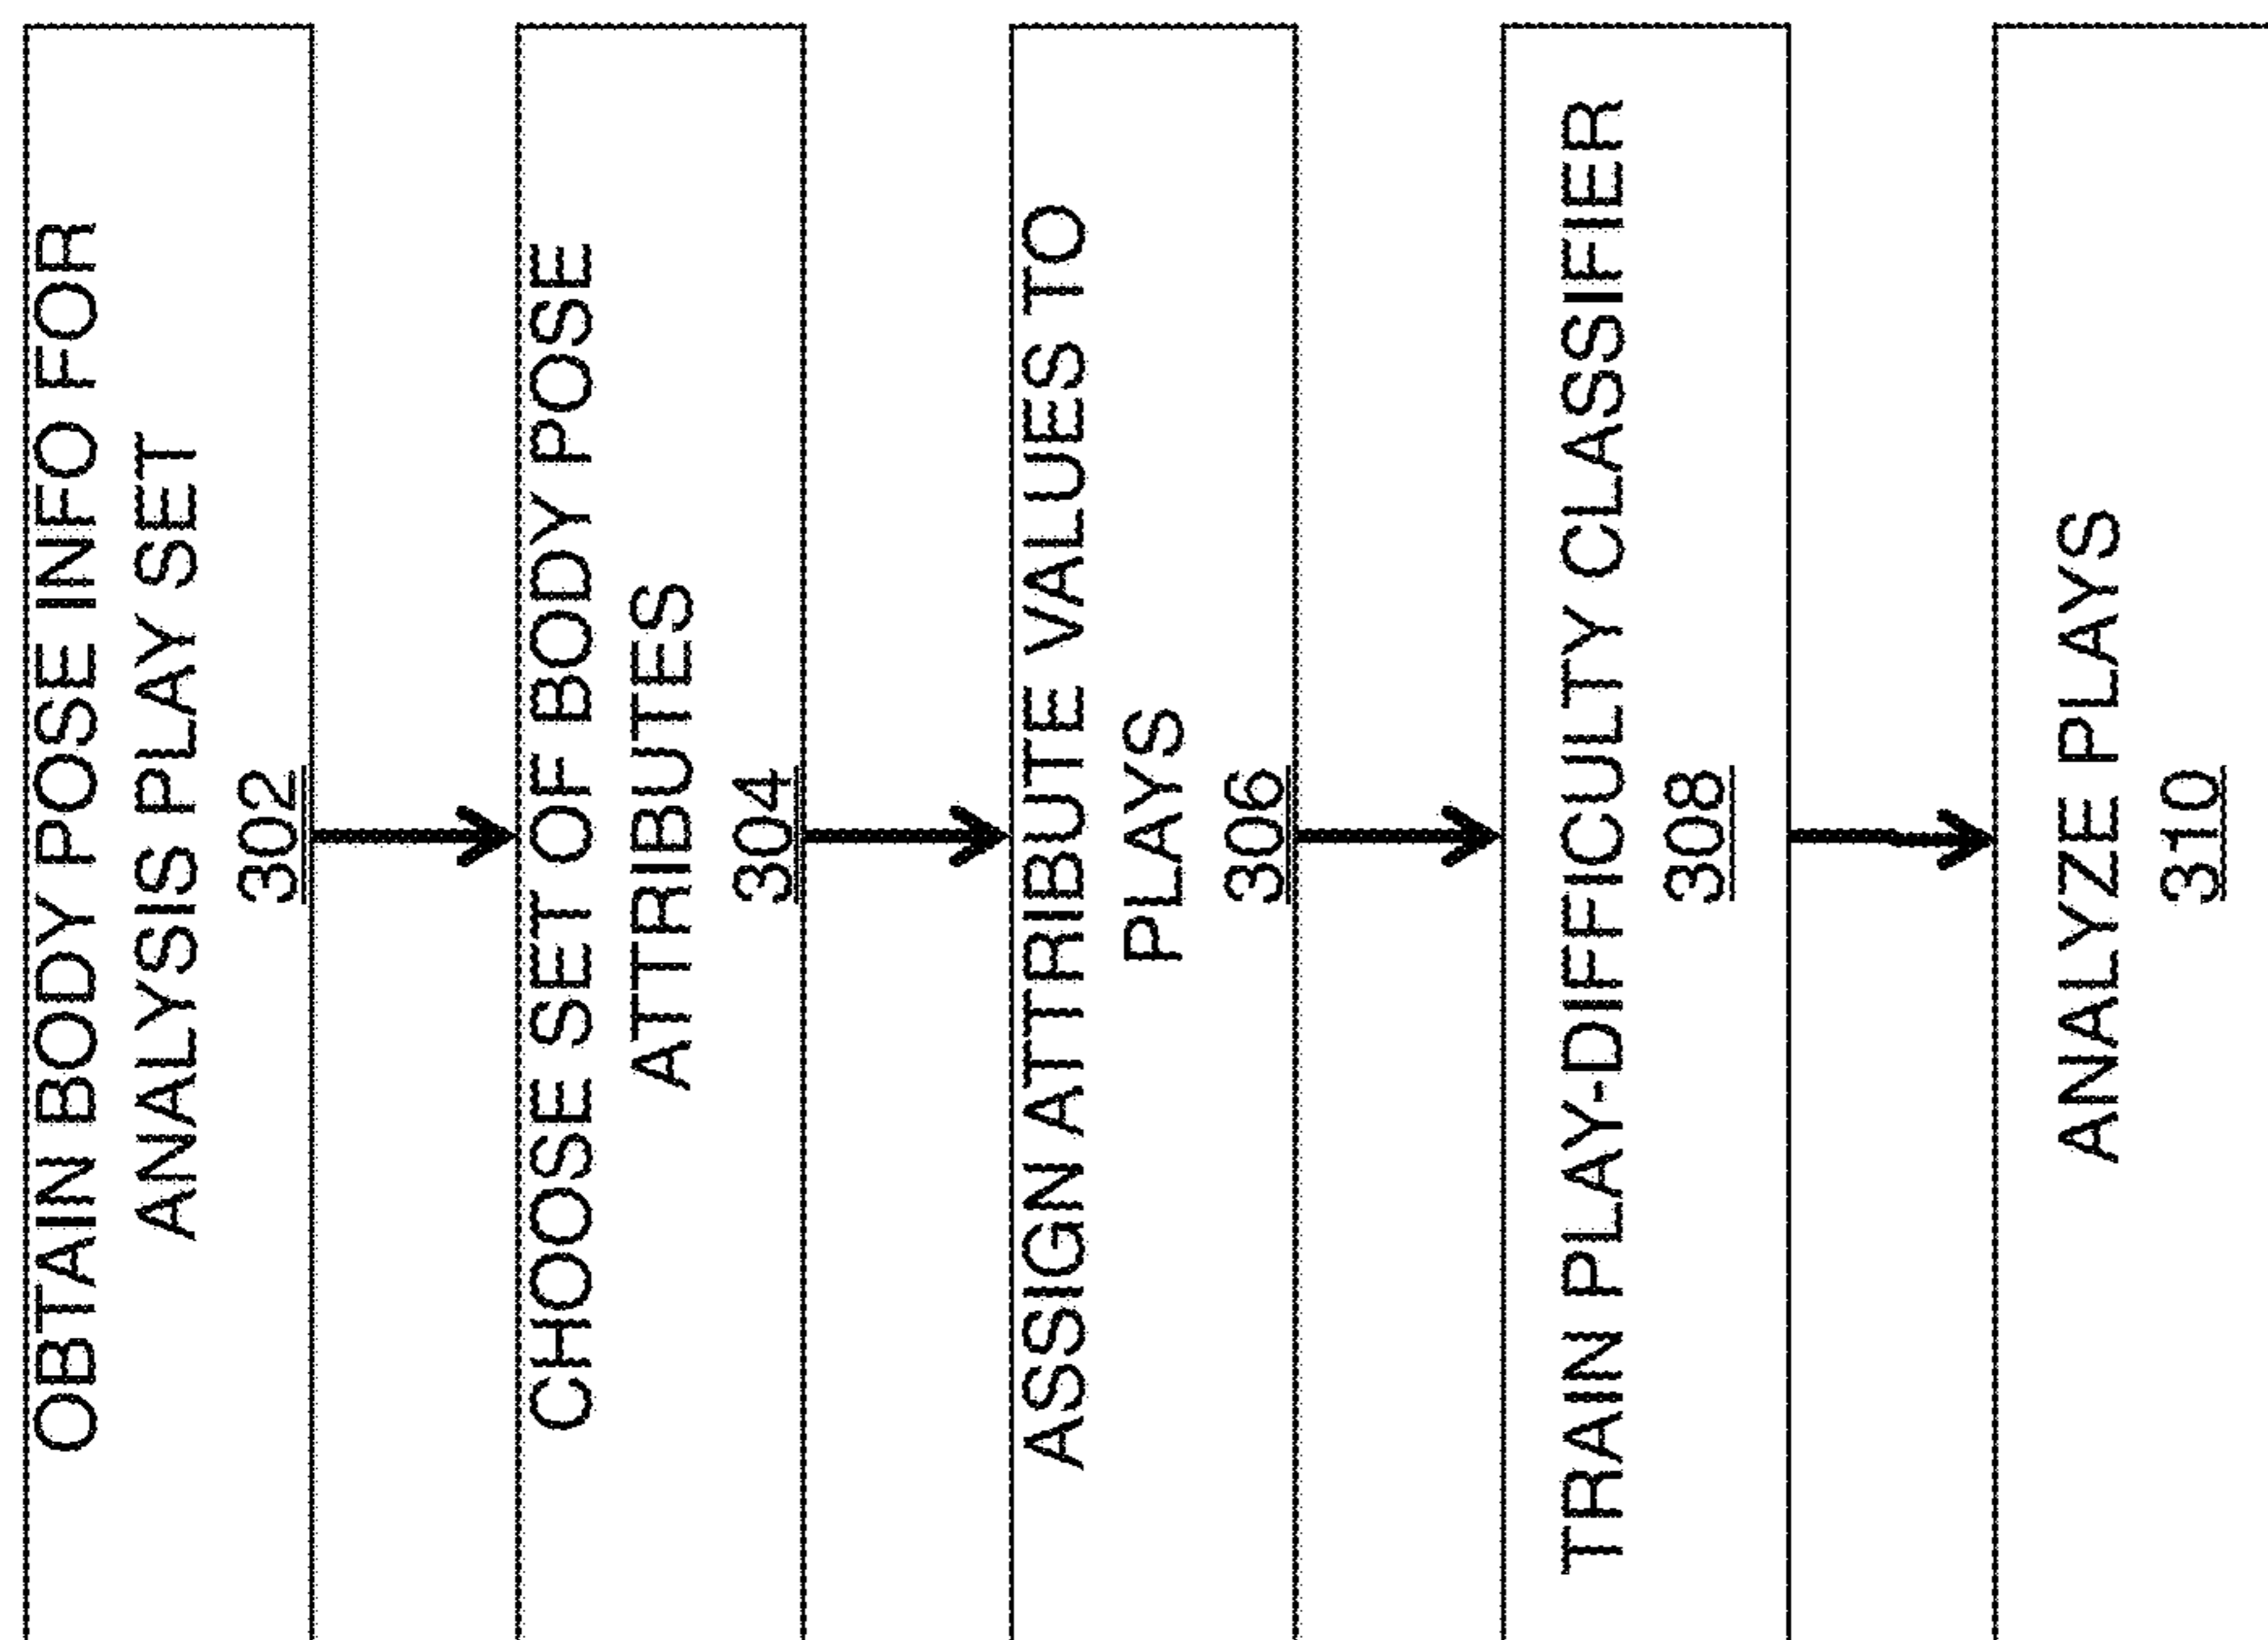 OBTAIN BODY POSE INFO FOR
ANALYSIS PLAY SET
302
CHOOSE SET OF BODY POSE
ATTRIBUTES
304
ASSIGN ATTRIBUTE VALUES TO
PLAYS
306
TRAIN PLAY-DIFFICULTY CLASSIFIER
308
ANALYZE PLAYS
310